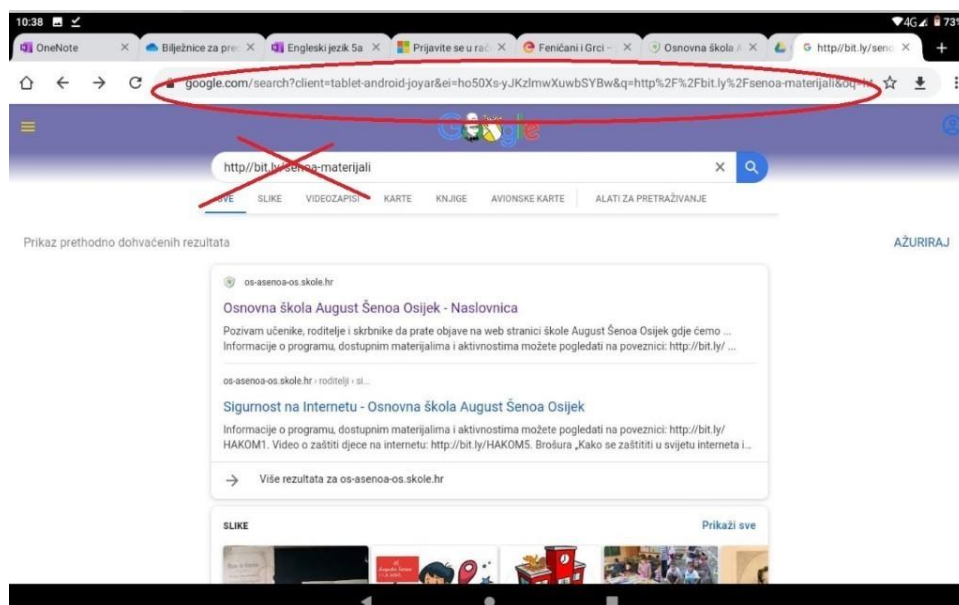 10:38 4G 73%
OneNote Bilježnice za pre Engleski jezik 5a Prijavite se u rač Feničani i Grci – Osnovna škola A http//bit.ly/seno
google.com/search?client=tablet-android-joyar&ei=ho50Xs-yJKzlmwXuwbSYBw&q=http%2F%2Fbit.ly%2Fsenoa-materijali&oq=ht
Google
http//bit.ly/senoa-materijali
SVE SLIKE VIDEOZAPISI KARTE KNJIGE AVIONSKE KARTE ALATI ZA PRETRAŽIVANJE
Prikaz prethodno dohvaćenih rezultata AŽURIRAJ
os-asenoa-os.skole.hr
Osnovna škola August Šenoa Osijek - Naslovnica
Pozivam učenike, roditelje i skrbnike da prate objave na web stranici škole August Šenoa Osijek gdje ćemo ...
Informacije o programu, dostupnim materijalima i aktivnostima možete pogledati na poveznici: http://bit.ly/ ...
os-asenoa-os.skole.hr › roditelji › si...
Sigurnost na Internetu - Osnovna škola August Šenoa Osijek
Informacije o programu, dostupnim materijalima i aktivnostima možete pogledati na poveznici: http://bit.ly/
HAKOM1. Video o zaštiti djece na internetu: http://bit.ly/HAKOM5. Brošura „Kako se zaštititi u svijetu interneta i...
Više rezultata za os-asenoa-os.skole.hr
SLIKE Prikaži sve